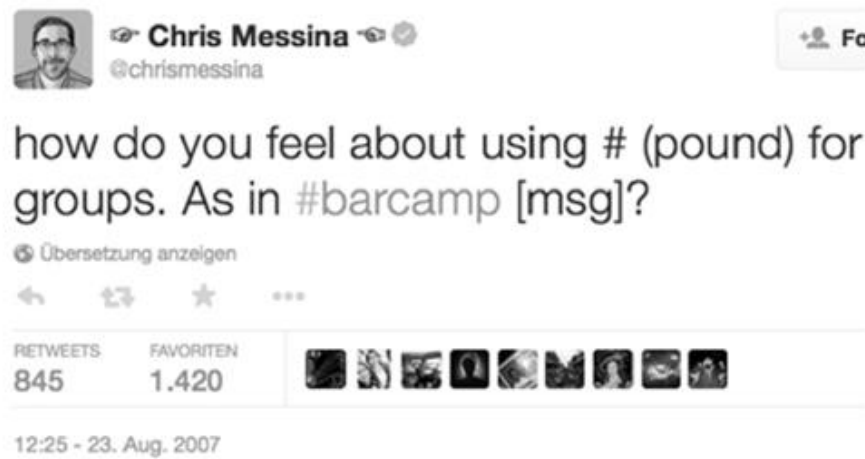 ☞ Chris Messina ☜
@chrismessina
Fo
how do you feel about using # (pound) for
groups. As in #barcamp [msg]?
Übersetzung anzeigen
RETWEETS FAVORITEN
845 1.420
12:25 - 23. Aug. 2007